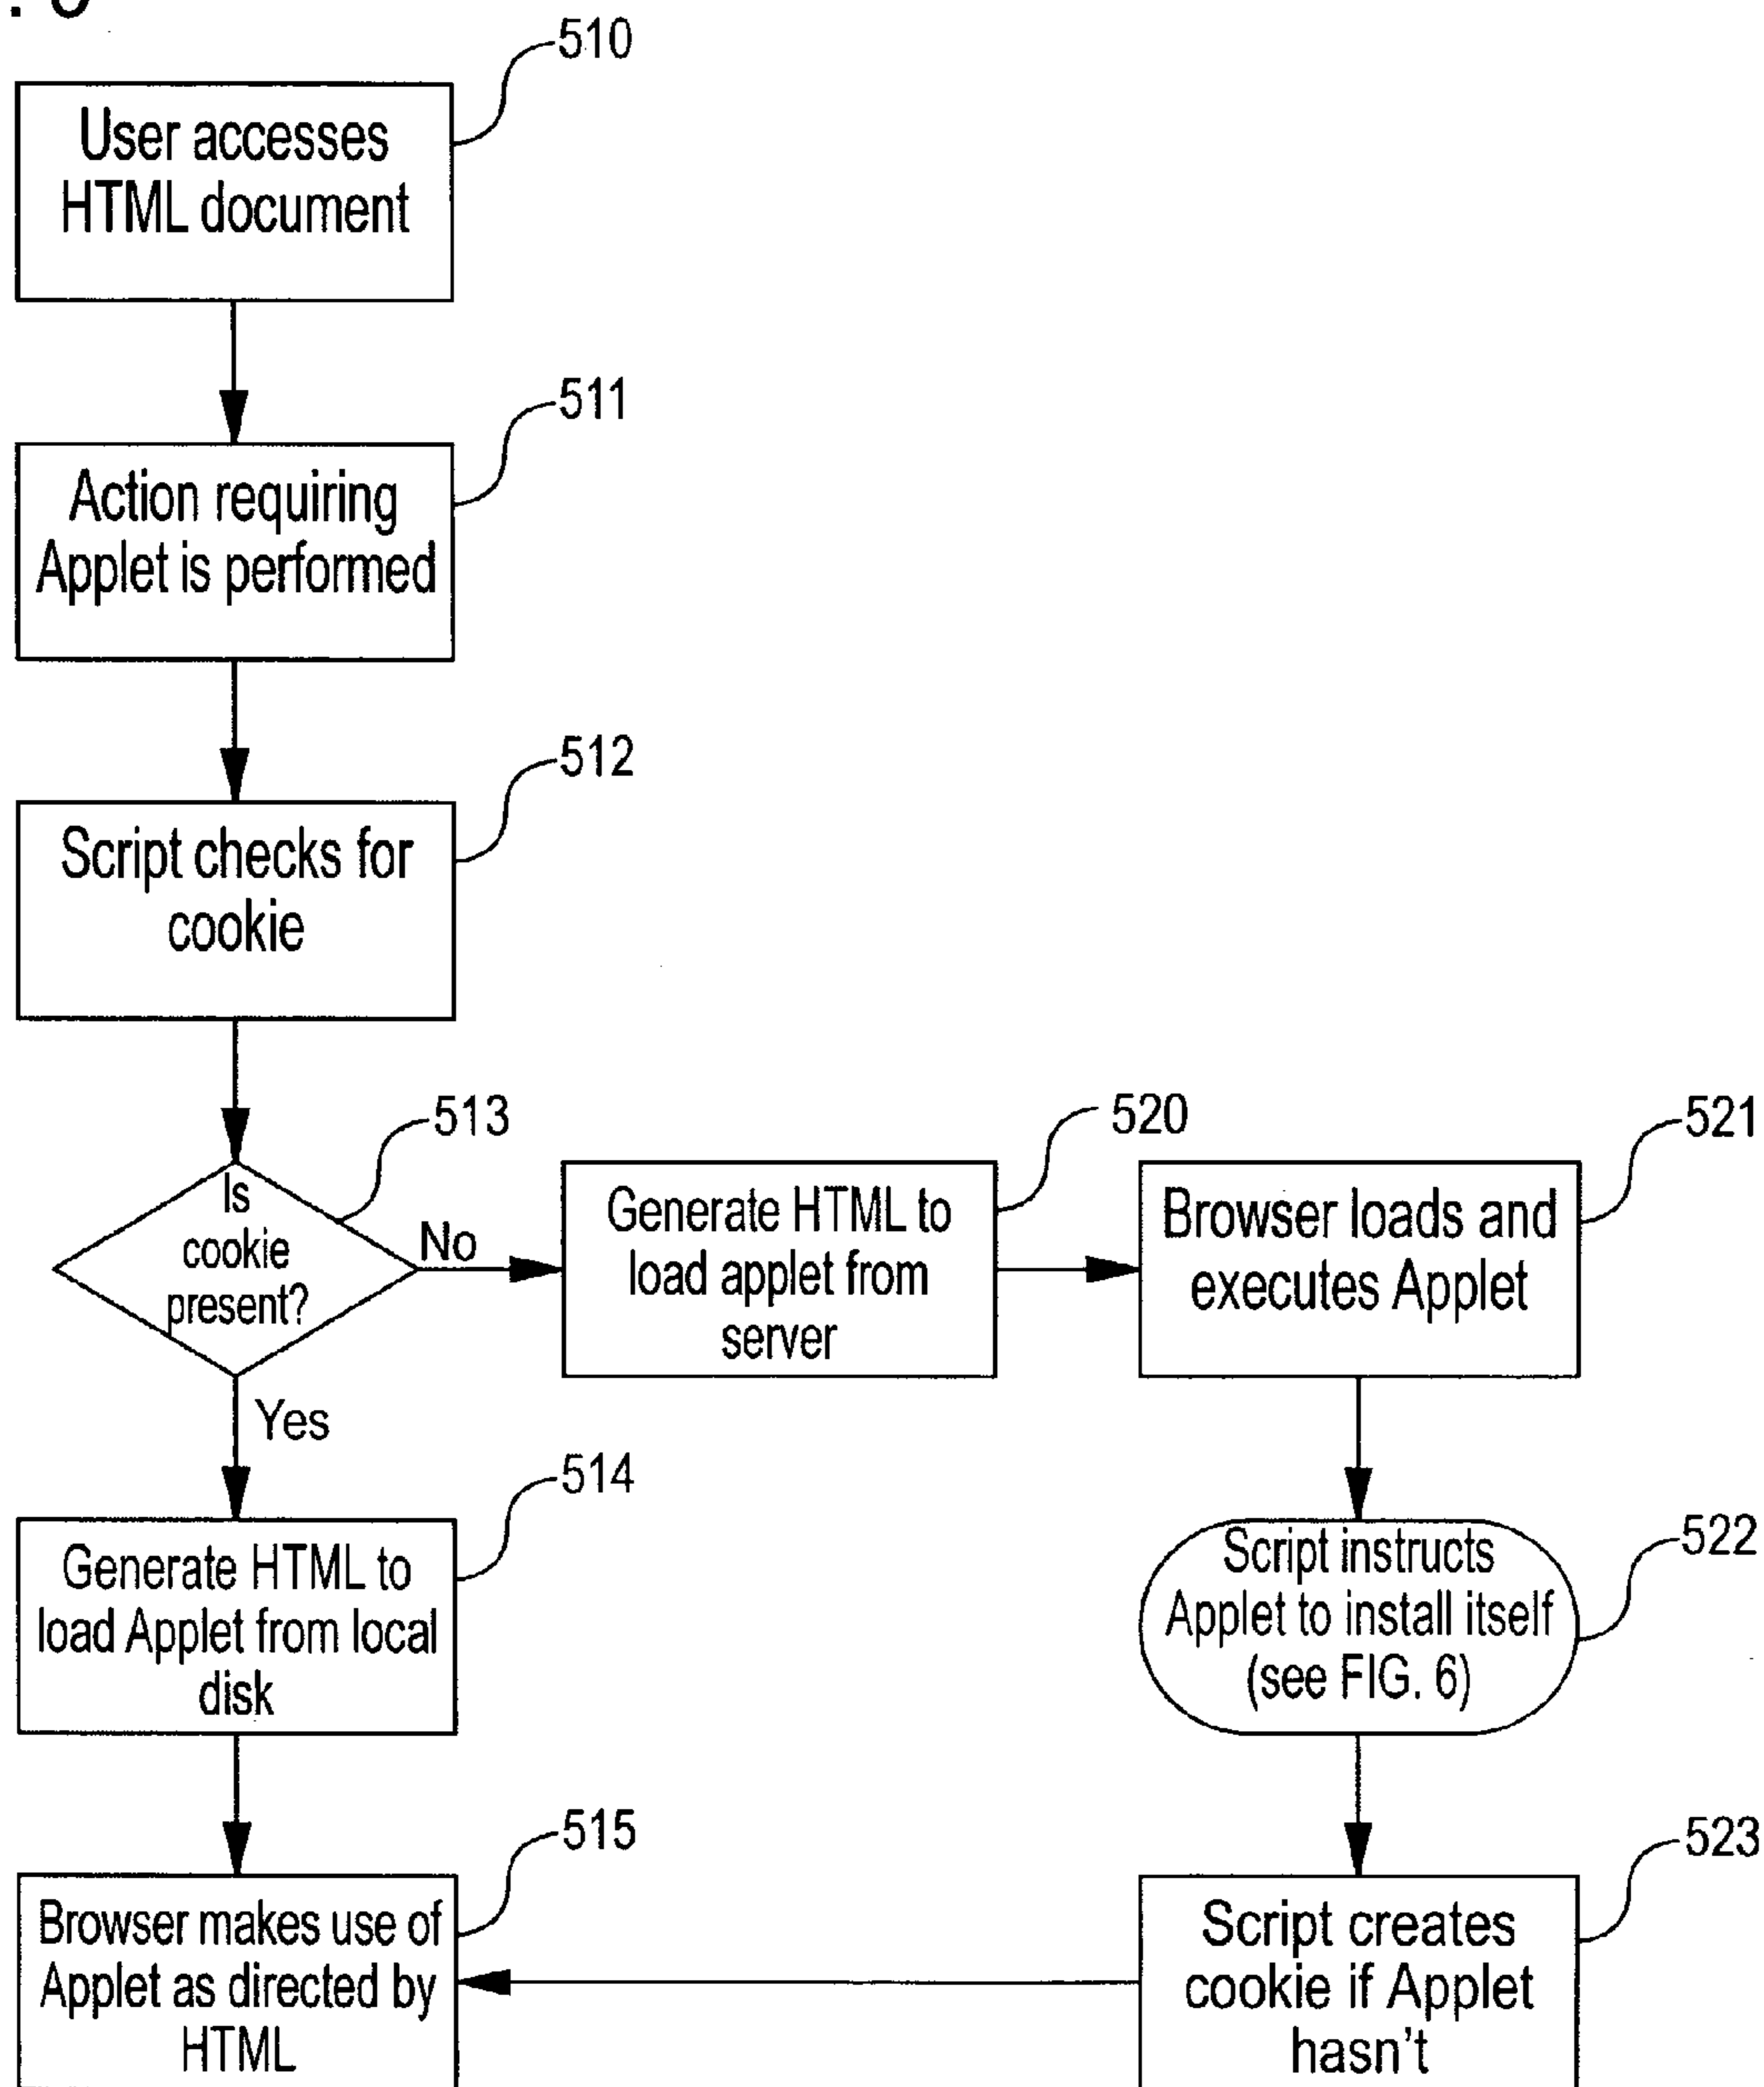 510
User accesses
HTML document
511
Action requiring
Applet is performed
512
Script checks for
cookie
513
Is
cookie
present?
No
Yes
520
Generate HTML to
load applet from
server
521
Browser loads and
executes Applet
514
Generate HTML to
load Applet from local
disk
522
Script instructs
Applet to install itself
(see FIG. 6)
515
Browser makes use of
Applet as directed by
HTML
523
Script creates
cookie if Applet
hasn't